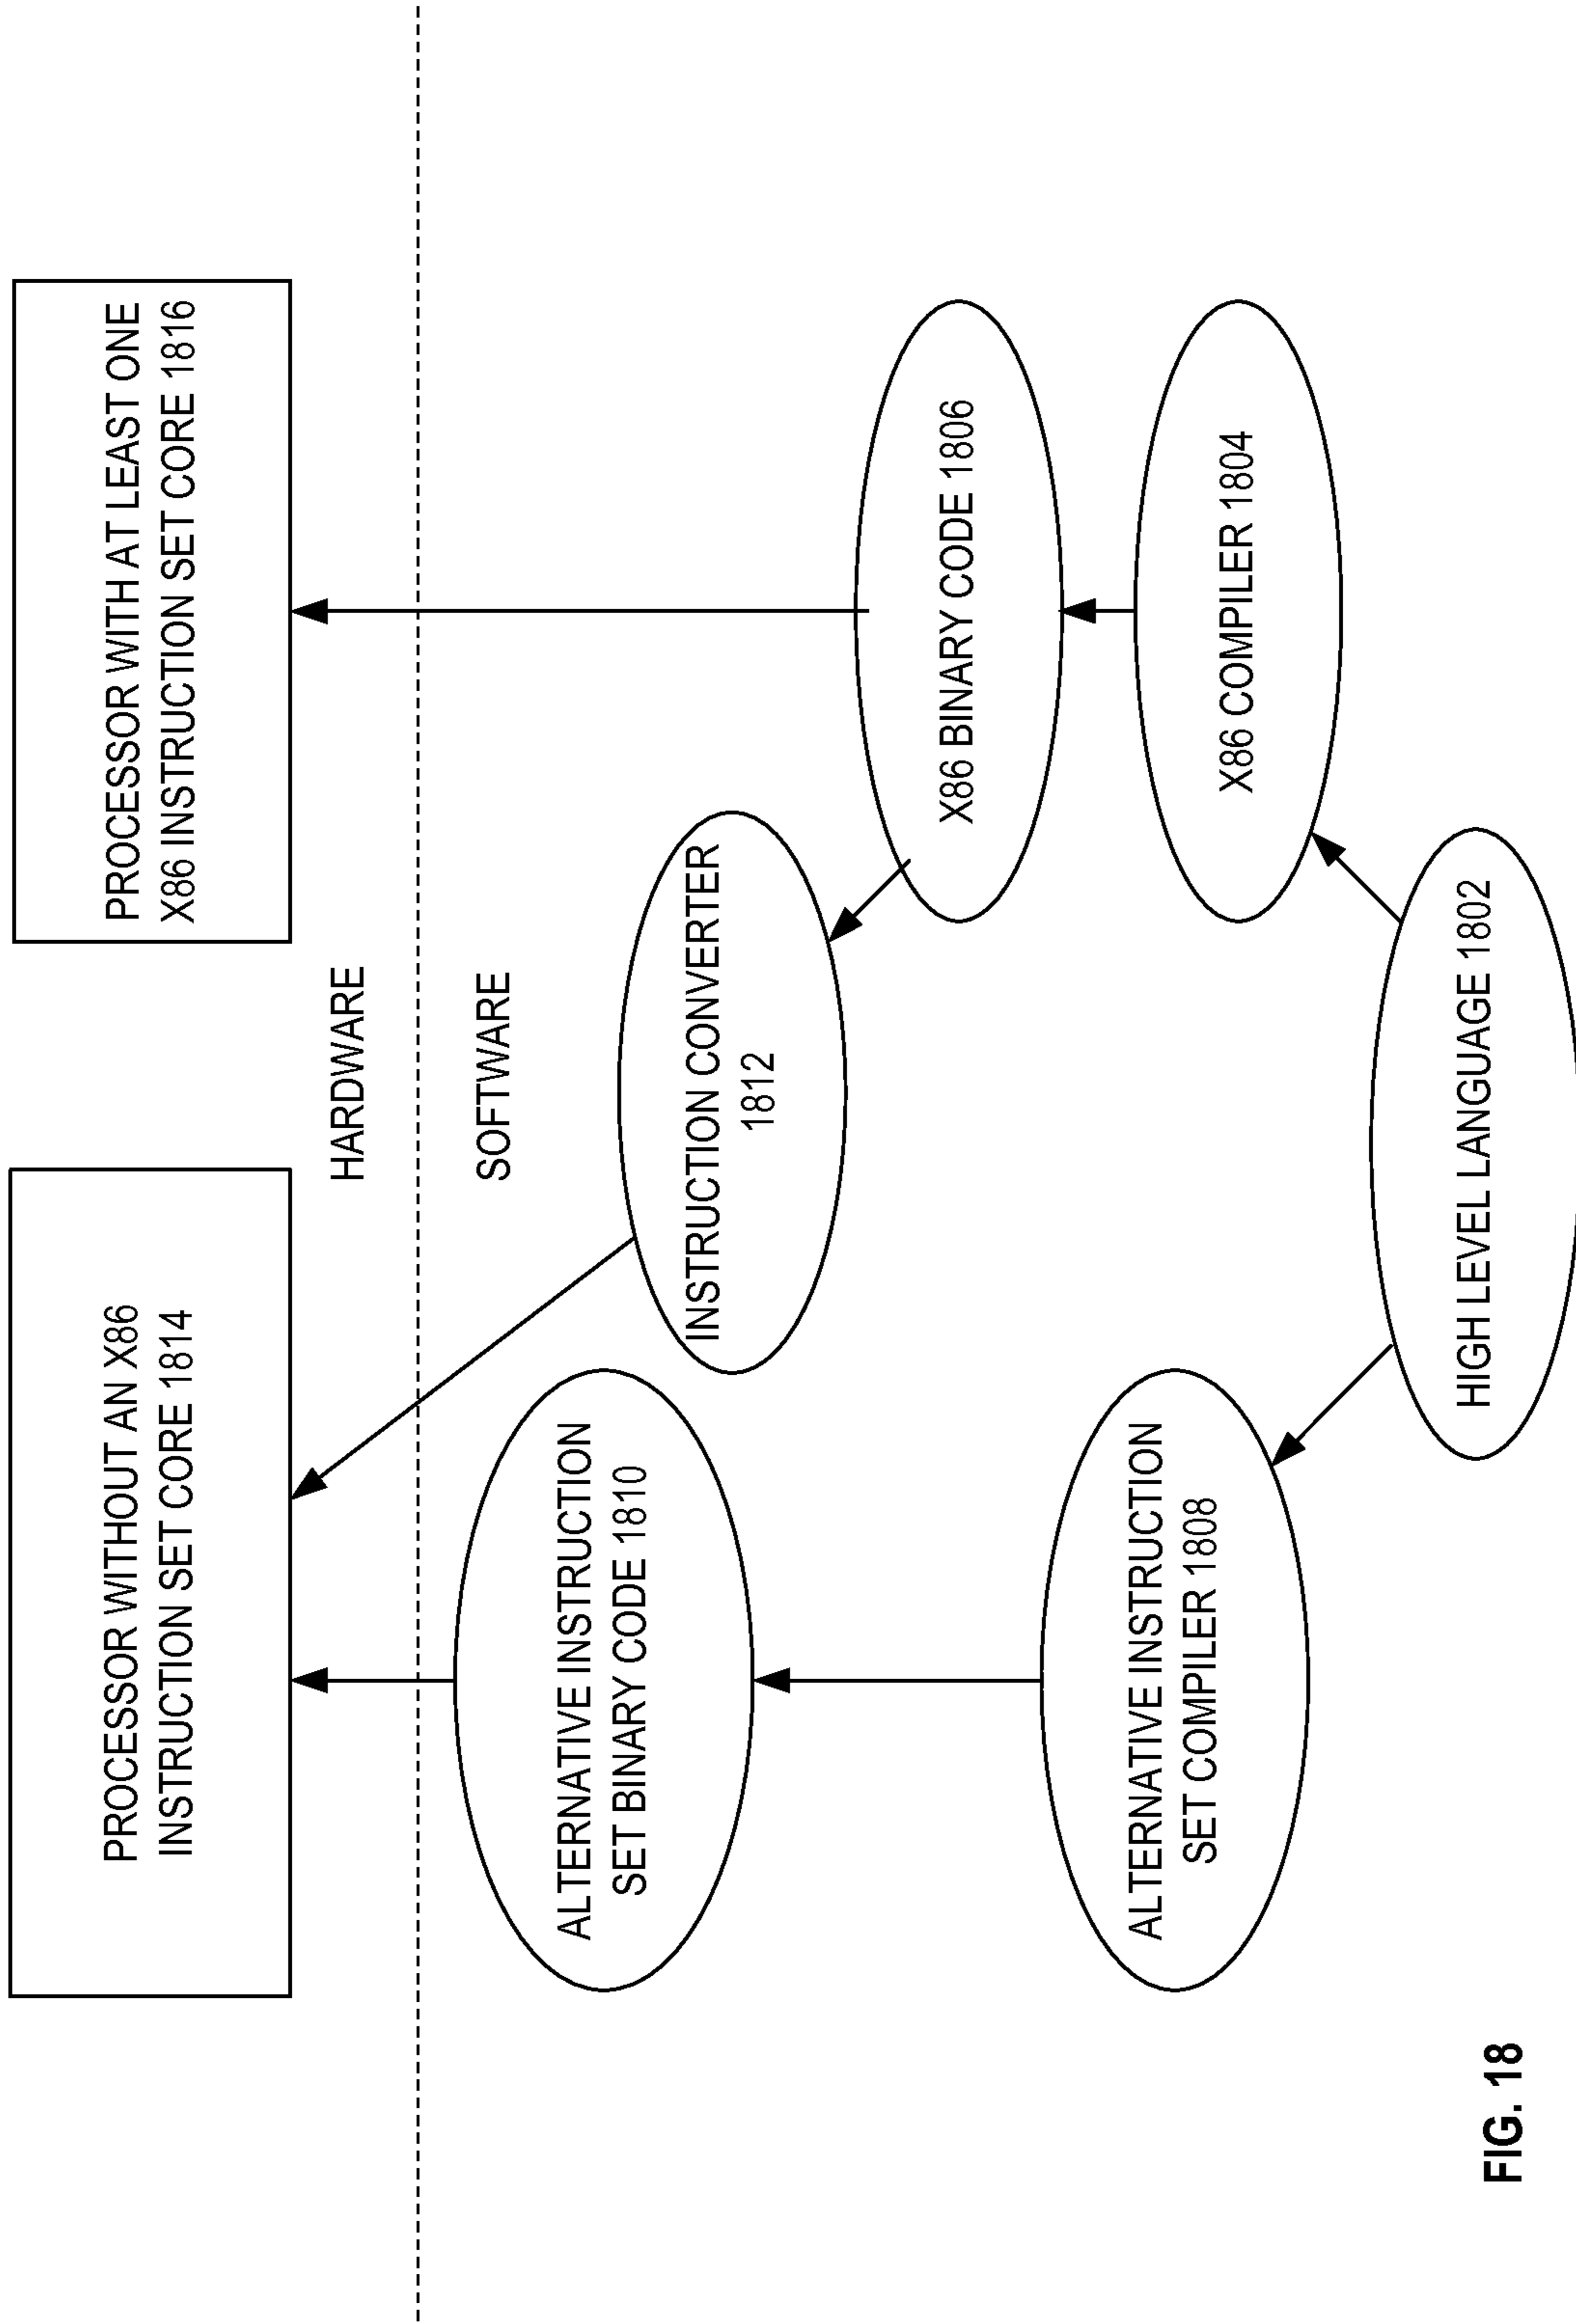 PROCESSOR WITHOUT AN X86
INSTRUCTION SET CORE 1814
PROCESSOR WITH AT LEAST ONE
X86 INSTRUCTION SET CORE 1816
HARDWARE
SOFTWARE
ALTERNATIVE INSTRUCTION
SET BINARY CODE 1810
INSTRUCTION CONVERTER
1812
X86 BINARY CODE 1806
ALTERNATIVE INSTRUCTION
SET COMPILER 1808
X86 COMPILER 1804
HIGH LEVEL LANGUAGE 1802
FIG. 18